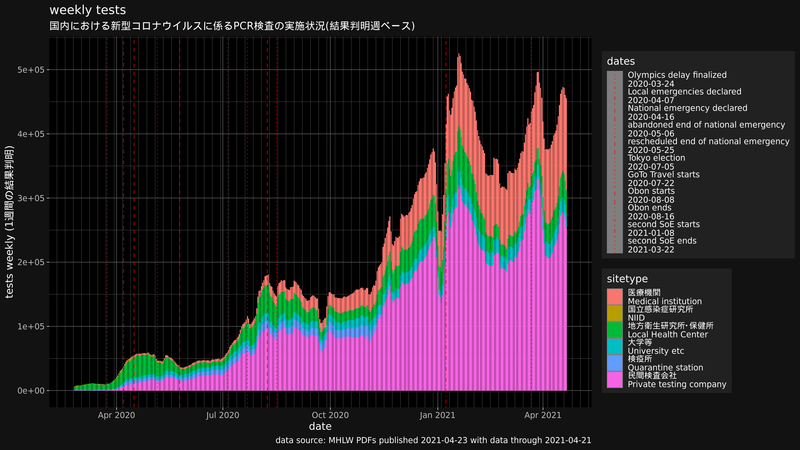 weekly tests
国内における新型コロナウイルスに係るPCR検査の実施状況(結果判明週ベース)
tests weekly (1週間の結果判明)
5e+05
4e+05
3e+05
2e+05
1e+05
0e+00
Apr 2020
Jul 2020
Oct 2020
Jan 2021
Apr 2021
date
data source: MHLW PDFs published 2021-04-23 with data through 2021-04-21
dates
Olympics delay finalized
2020-03-24
Local emergencies declared
2020-04-07
National emergency declared
2020-04-16
abandoned end of national emergency
2020-05-06
rescheduled end of national emergency
2020-05-25
Tokyo election
2020-07-05
GoTo Travel starts
2020-07-22
Obon starts
2020-08-08
Obon ends
2020-08-16
second SoE starts
2021-01-08
second SoE ends
2021-03-22
sitetype
医療機関
Medical institution
国立感染症研究所
NIID
地方衛生研究所･保健所
Local Health Center
大学等
University etc
検疫所
Quarantine station
民間検査会社
Private testing company